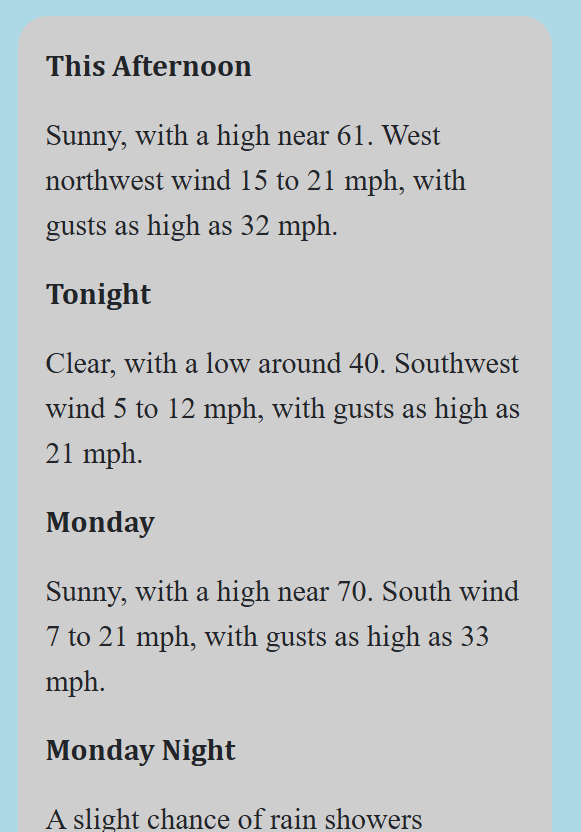 This Afternoon
Sunny, with a high near 61. West
northwest wind 15 to 21 mph, with
gusts as high as 32 mph.
Tonight
Clear, with a low around 40. Southwest
wind 5 to 12 mph, with gusts as high as
21 mph.
Monday
Sunny, with a high near 70. South wind
7 to 21 mph, with gusts as high as 33
mph.
Monday Night
A slight chance of rain showers